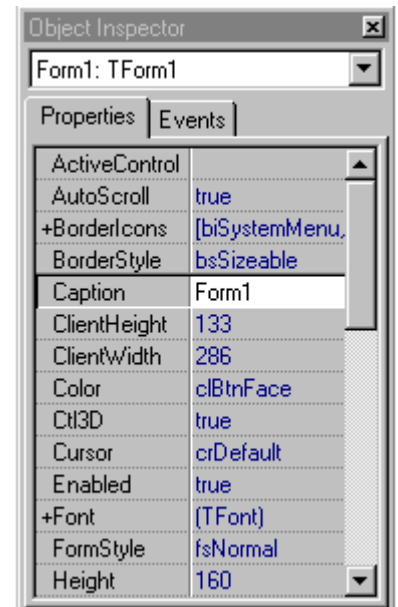 Object Inspector
Form1: TForm1
Properties Events
ActiveControl
AutoScroll true
+BorderIcons [biSystemMenu,
BorderStyle bsSizeable
Caption Form1
ClientHeight 133
ClientWidth 286
Color clBtnFace
Ctl3D true
Cursor crDefault
Enabled true
+Font (TFont)
FormStyle fsNormal
Height 160